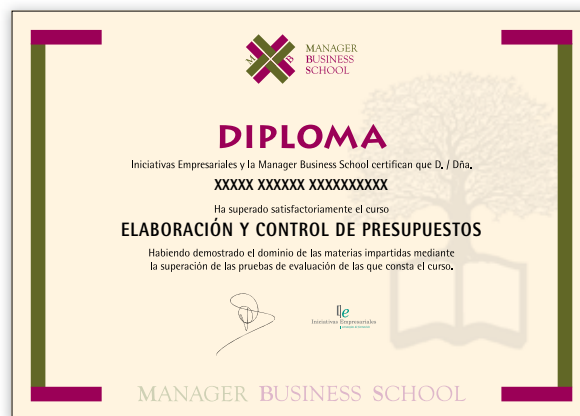 M B
MANAGER
BUSINESS
SCHOOL
DIPLOMA
Iniciativas Empresariales y la Manager Business School certifican que D. / Dña.
XXXXX XXXXXX XXXXXXXXXX
Ha superado satisfactoriamente el curso
ELABORACIÓN Y CONTROL DE PRESUPUESTOS
Habiendo demostrado el dominio de las materias impartidas mediante
la superación de las pruebas de evaluación de las que consta el curso.
Iniciativas Empresariales
MANAGER BUSINESS SCHOOL